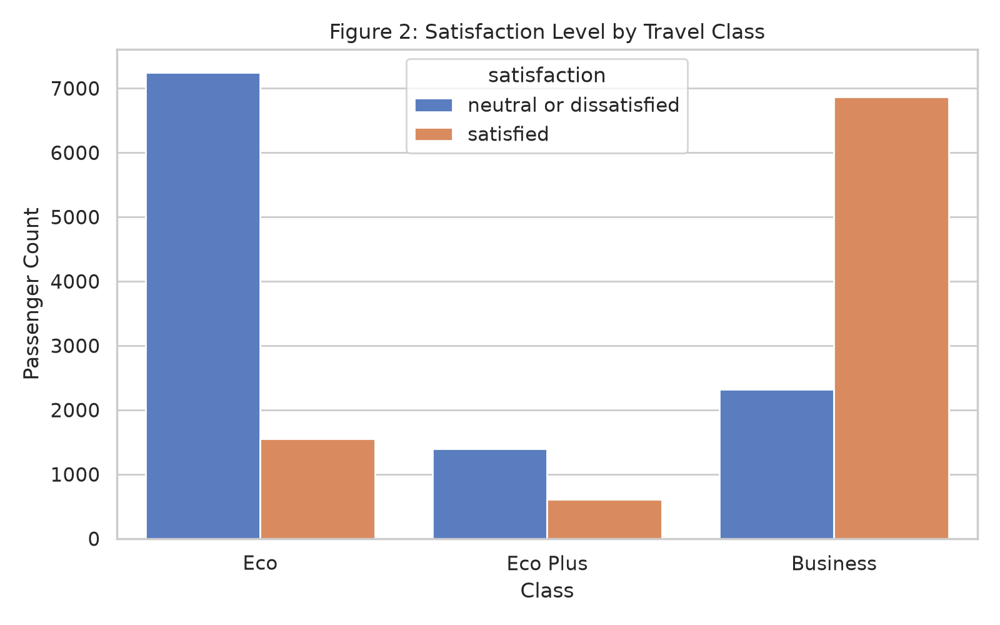 Figure 2: Satisfaction Level by Travel Class
satisfaction
neutral or dissatisfied
satisfied
Passenger Count
7000
6000
5000
4000
3000
2000
1000
0
Eco
Eco Plus
Business
Class